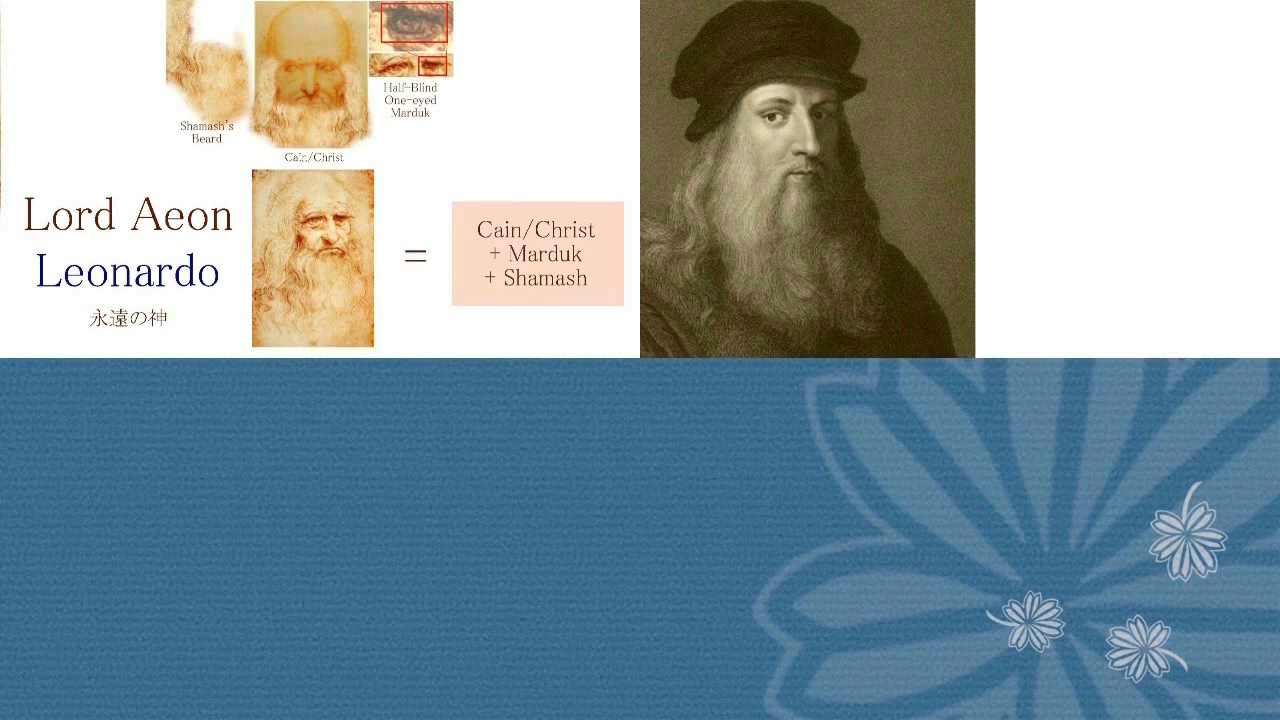 Shamash's
Beard
Cain/Christ
Half-Blind
One-eyed
Marduk
Lord Aeon
Leonardo
永遠の神
=
Cain/Christ
+ Marduk
+ Shamash